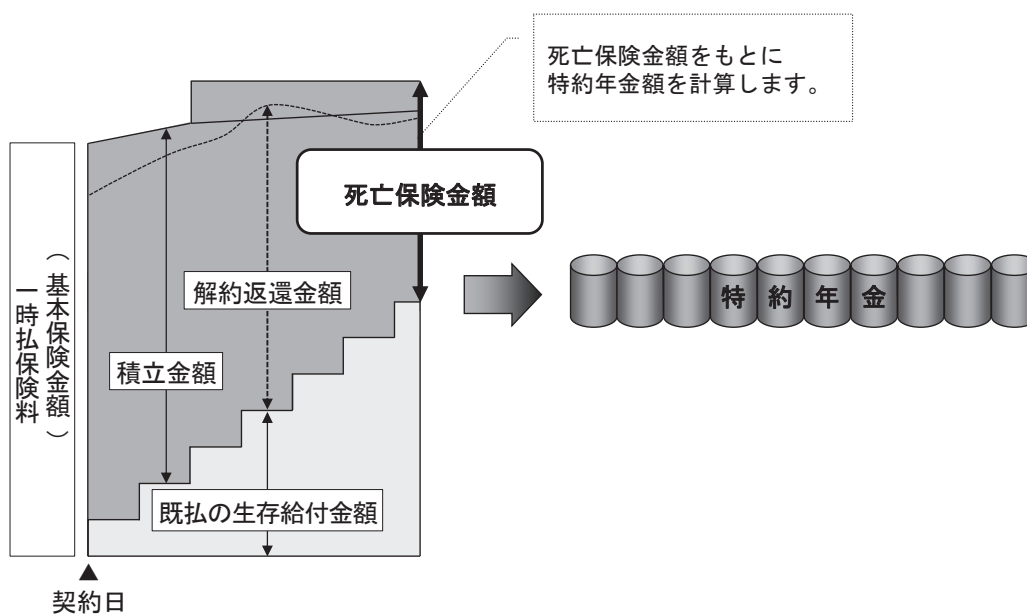 死亡保険金額をもとに
特約年金額を計算します。
死亡保険金額
解約返還金額
積立金額
既払の生存給付金額
一時払保険料
（基本保険金額）
特約年金
▲
契約日